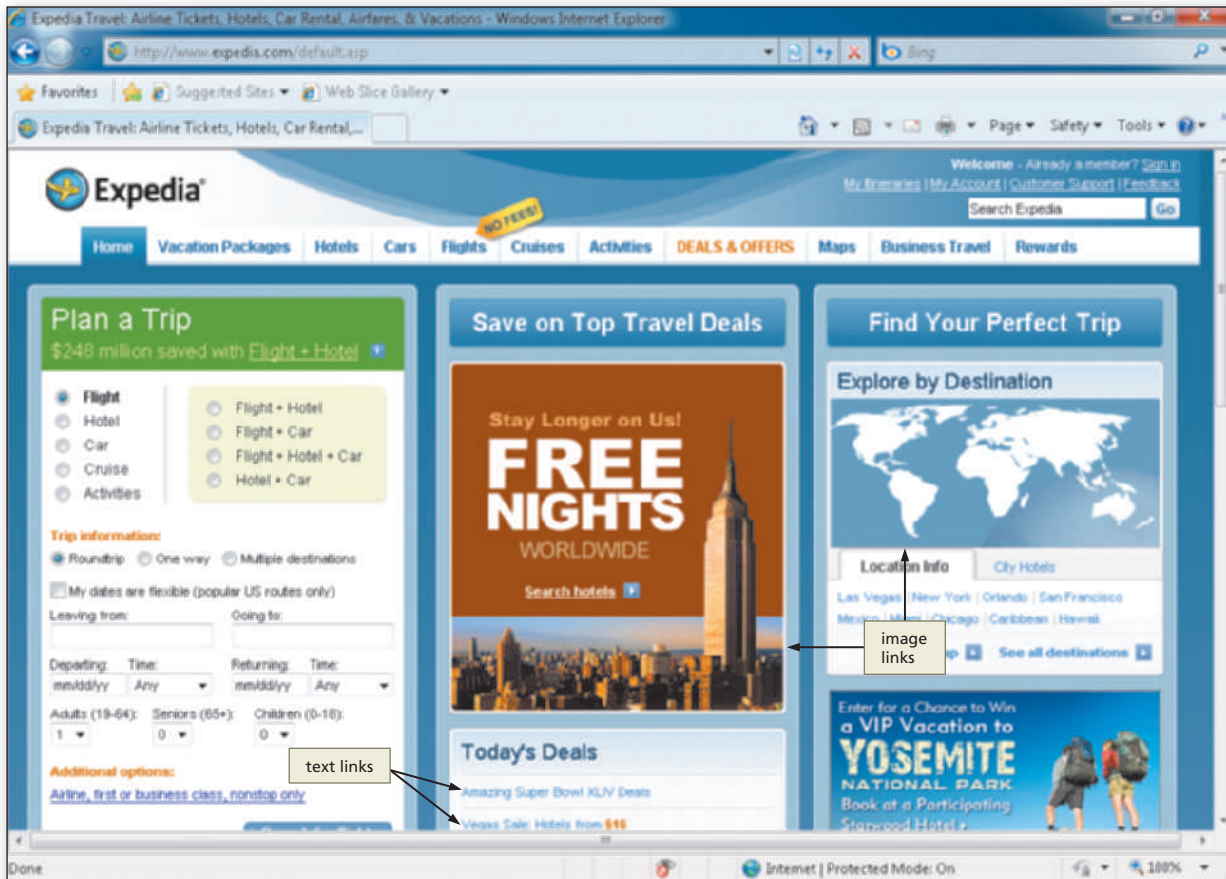 Expedia Travel: Airline Tickets, Hotels, Car Rental, Airfares, & Vacations - Windows Internet Explorer
http://www.expedia.com/default.asp
Bing
Favorites
Suggested Sites
Web Slice Gallery
Expedia Travel: Airline Tickets, Hotels, Car Rental,...
Page Safety Tools
Expedia®
Welcome - Already a member? Sign in
My Itineraries | My Account | Customer Support | Feedback
Search Expedia Go
NO FEES!
Home Vacation Packages Hotels Cars Flights Cruises Activities DEALS & OFFERS Maps Business Travel Rewards
Plan a Trip
$248 million saved with Flight + Hotel
Flight
Hotel
Car
Cruise
Activities
Flight + Hotel
Flight + Car
Flight + Hotel + Car
Hotel + Car
Trip information:
Roundtrip One way Multiple destinations
My dates are flexible (popular US routes only)
Leaving from: Going to:
Departing: Time: Returning: Time:
mm/dd/yy Any mm/dd/yy Any
Adults (19-64): Seniors (65+): Children (0-18):
1 0 0
Additional options:
Airline, first or business class, nonstop only
text links
Save on Top Travel Deals
Stay Longer on Us!
FREE
NIGHTS
WORLDWIDE
Search hotels
Today's Deals
Amazing Super Bowl XLIV Deals
Vegas Sale: Hotels from $16
Find Your Perfect Trip
Explore by Destination
Location Info City Hotels
Las Vegas | New York | Orlando | San Francisco
Mexico | Miami | Chicago | Caribbean | Hawaii
See all destinations
image
links
Enter for a Chance to Win
a VIP Vacation to
YOSEMITE
NATIONAL PARK
Book at a Participating
Starwood Hotel
Done
Internet | Protected Mode: On
100%